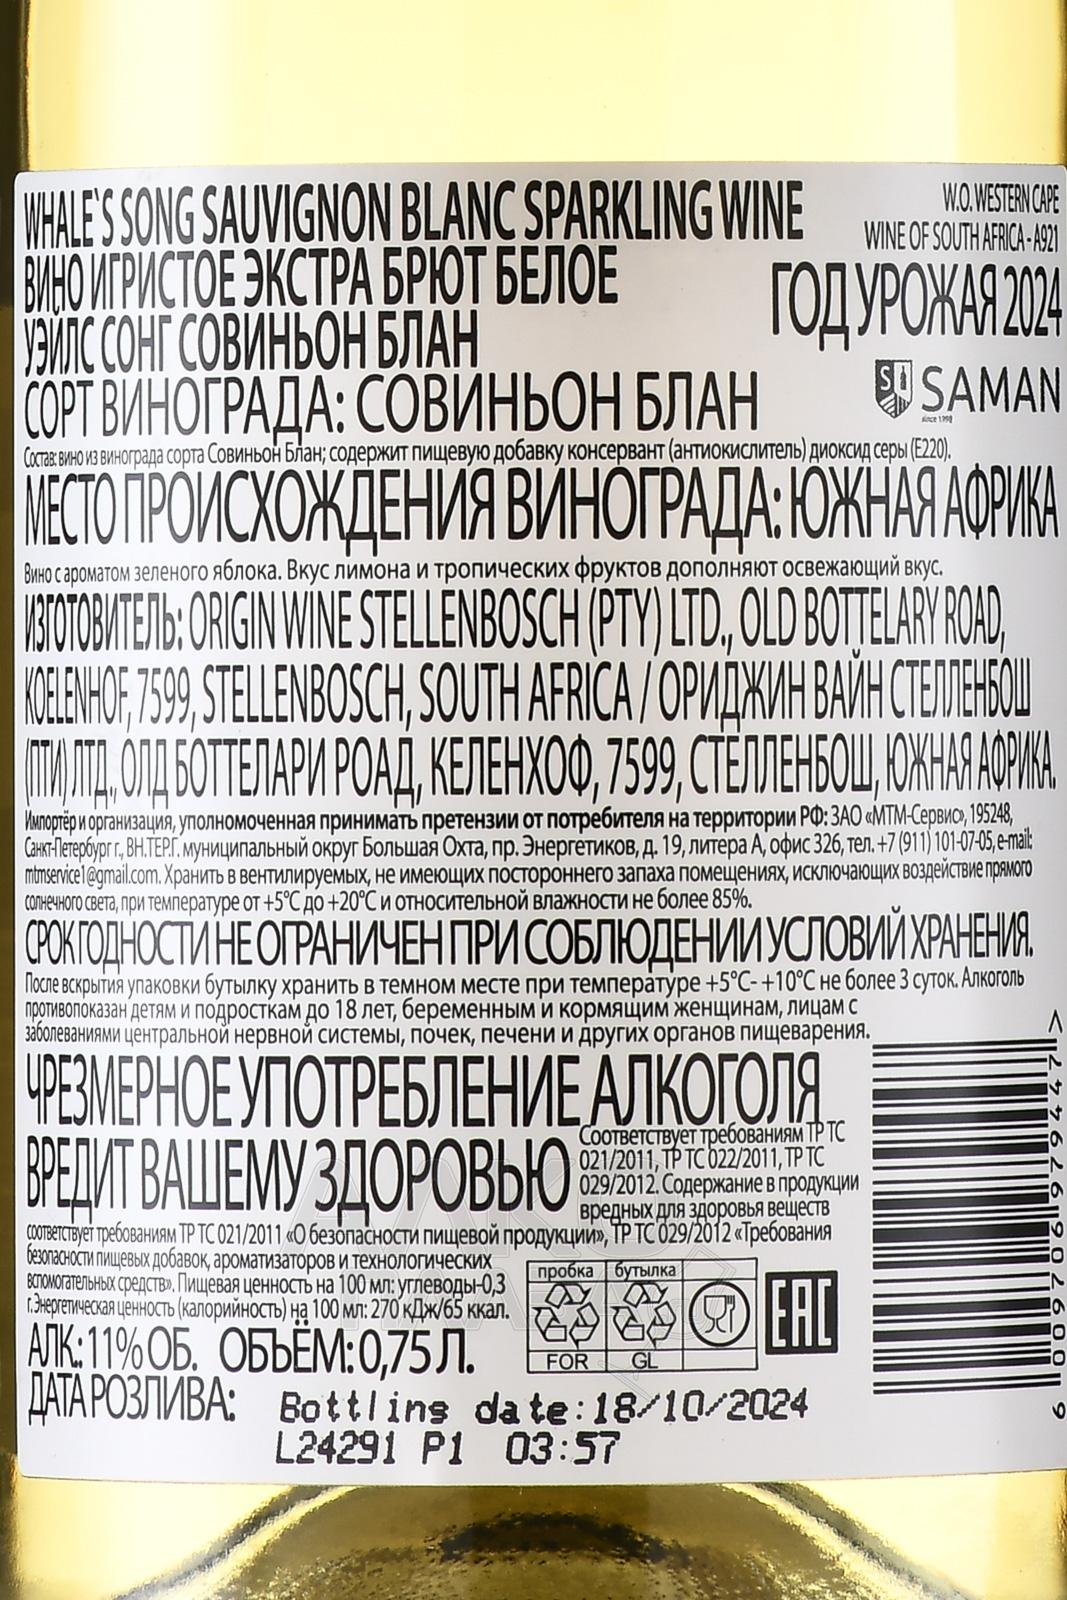 WHALE`S SONG SAUVIGNON BLANC SPARKLING WINE
ВИНО ИГРИСТОЕ ЭКСТРА БРЮТ БЕЛОЕ
УЭЙЛС СОНГ СОВИНЬОН БЛАН
W.O. WESTERN CAPE
WINE OF SOUTH AFRICA - A921
ГОД УРОЖАЯ 2024
S SAMAN
since 1998
СОРТ ВИНОГРАДА: СОВИНЬОН БЛАН
Состав: вино из винограда сорта Совиньон Блан; содержит пищевую добавку консервант (антиокислитель) диоксид серы (E220).
МЕСТО ПРОИСХОЖДЕНИЯ ВИНОГРАДА: ЮЖНАЯ АФРИКА
Вино с ароматом зеленого яблока. Вкус лимона и тропических фруктов дополняют освежающий вкус.
ИЗГОТОВИТЕЛЬ: ORIGIN WINE STELLENBOSCH (PTY) LTD., OLD BOTTELARY ROAD,
KOELENHOF, 7599, STELLENBOSCH, SOUTH AFRICA / ОРИДЖИН ВАЙН СТЕЛЛЕНБОШ
(ПТИ) ЛТД., ОЛД БОТТЕЛАРИ РОАД, КЕЛЕНХОФ, 7599, СТЕЛЛЕНБОШ, ЮЖНАЯ АФРИКА.
Импортёр и организация, уполномоченная принимать претензии от потребителя на территории РФ: ЗАО «МТМ-Сервис», 195248,
Санкт-Петербург г., ВН.ТЕР.Г. муниципальный округ Большая Охта, пр. Энергетиков, д. 19, литера А, офис 326, тел. +7 (911) 101-07-05, e-mail:
mtmservice1@gmail.com. Хранить в вентилируемых, не имеющих постороннего запаха помещениях, исключающих воздействие прямого
солнечного света, при температуре от +5°С до +20°С и относительной влажности не более 85%.
СРОК ГОДНОСТИ НЕ ОГРАНИЧЕН ПРИ СОБЛЮДЕНИИ УСЛОВИЙ ХРАНЕНИЯ.
После вскрытия упаковки бутылку хранить в темном месте при температуре +5°С- +10°С не более 3 суток. Алкоголь
противопоказан детям и подросткам до 18 лет, беременным и кормящим женщинам, лицам с
заболеваниями центральной нервной системы, почек, печени и других органов пищеварения.
ЧРЕЗМЕРНОЕ УПОТРЕБЛЕНИЕ АЛКОГОЛЯ
ВРЕДИТ ВАШЕМУ ЗДОРОВЬЮ
Соответствует требованиям ТР ТС
021/2011, ТР ТС 022/2011, ТР ТС
029/2012. Содержание в продукции
вредных для здоровья веществ
соответствует требованиям ТР ТС 021/2011 «О безопасности пищевой продукции», ТР ТС 029/2012 «Требования
безопасности пищевых добавок, ароматизаторов и технологических
вспомогательных средств». Пищевая ценность на 100 мл: углеводы-0,3
г. Энергетическая ценность (калорийность) на 100 мл: 270 кДж/65 ккал.
пробка бутылка
FOR GL
EAC
АЛК.: 11% ОБ. ОБЪЁМ: 0,75 Л.
ДАТА РОЗЛИВА: Bottling date:18/10/2024
L24291 P1 03:57
6 009706 979447 >